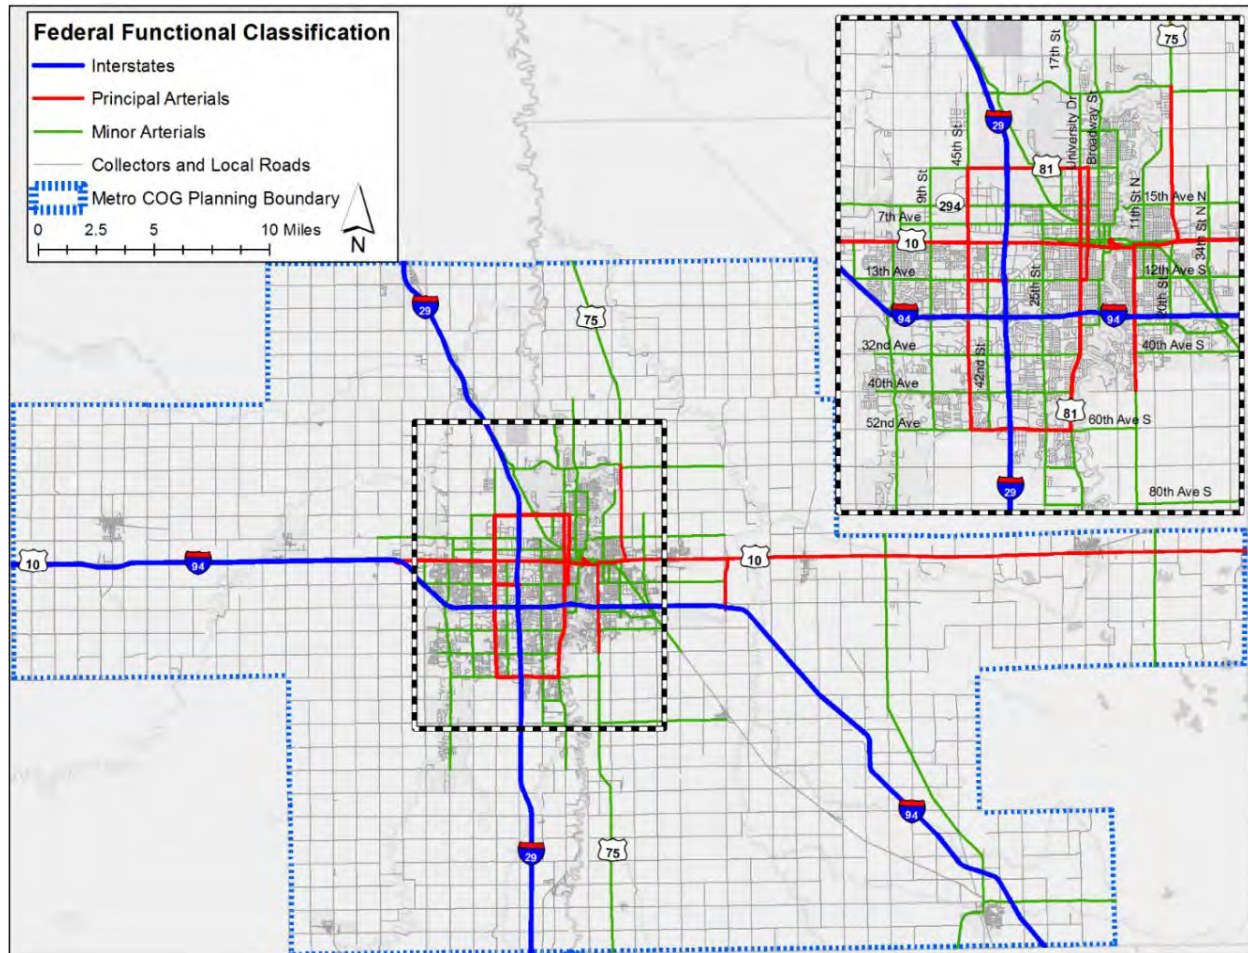 Federal Functional Classification
Interstates
Principal Arterials
Minor Arterials
Collectors and Local Roads
Metro COG Planning Boundary
0 2.5 5 10 Miles
N
17th St
75
29
45th St
University Dr
Broadway St
81
9th St
294
11th St N
15th Ave N
34th St N
7th Ave
10
13th Ave
25th St
12th Ave S
20th St
94
94
32nd Ave
42nd St
40th Ave S
40th Ave
81
52nd Ave
60th Ave S
29
80th Ave S
29
75
10
94
10
94
29
75